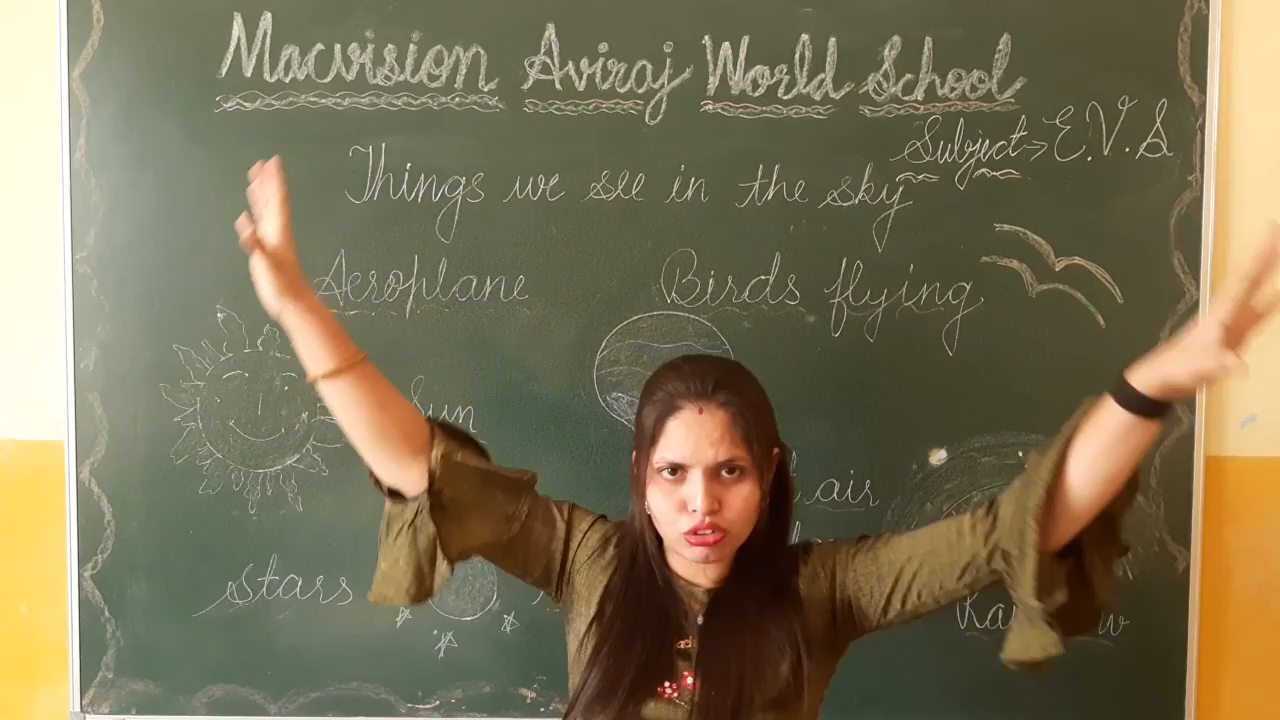 Macvision Aviraj World School
Subject → E.V.S
Things we see in the sky
Aeroplane Birds flying
Sun
air
Stars